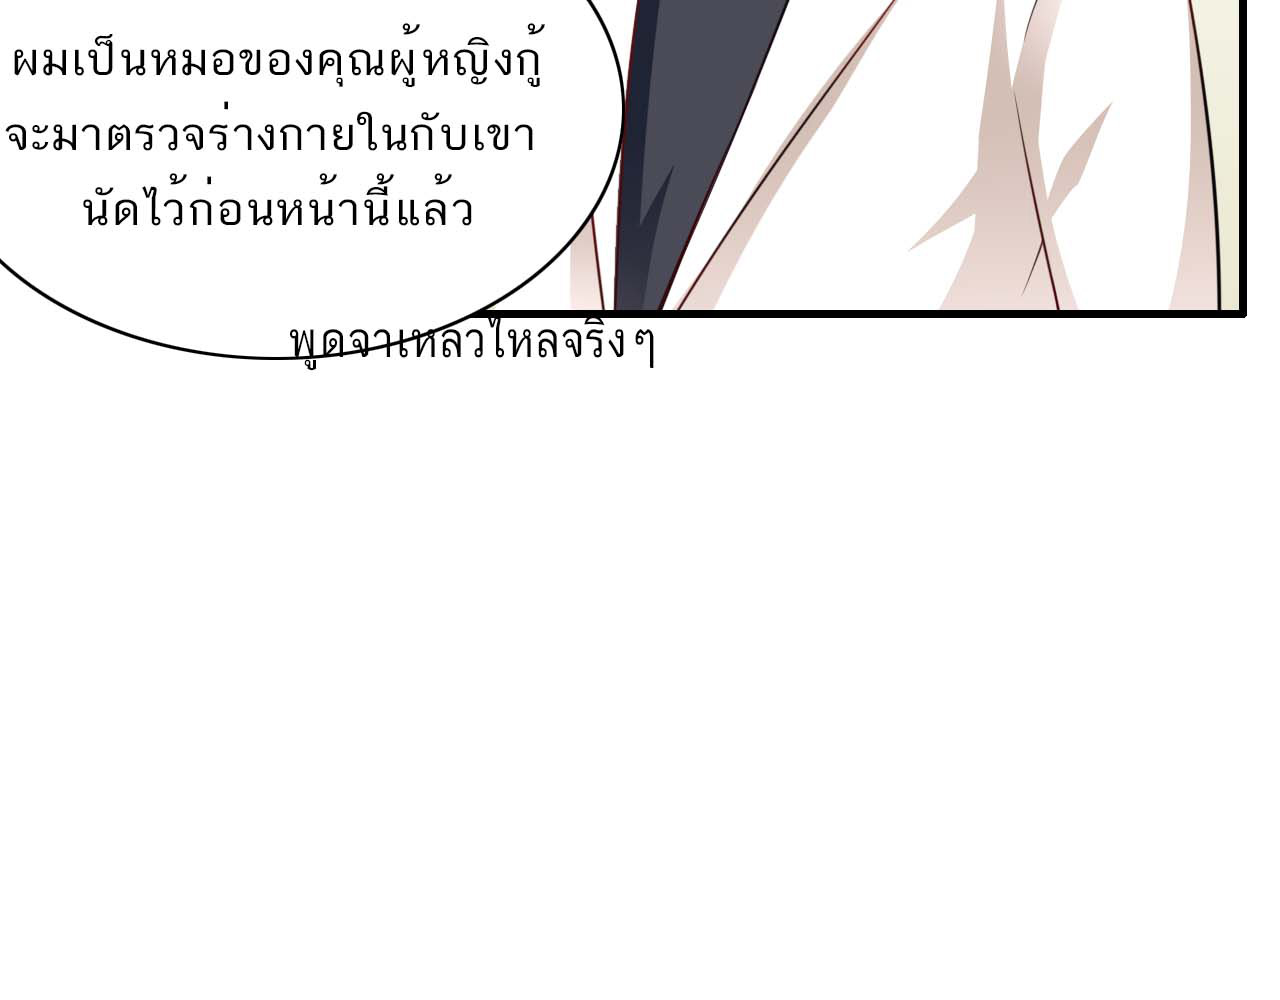 ผมเป็นหมอของคุณผู้หญิงกู้
จะมาตรวจร่างกายในกับเขา
นัดไว้ก่อนหน้านี้แล้ว
พูดจาเหลวไหลจริงๆ